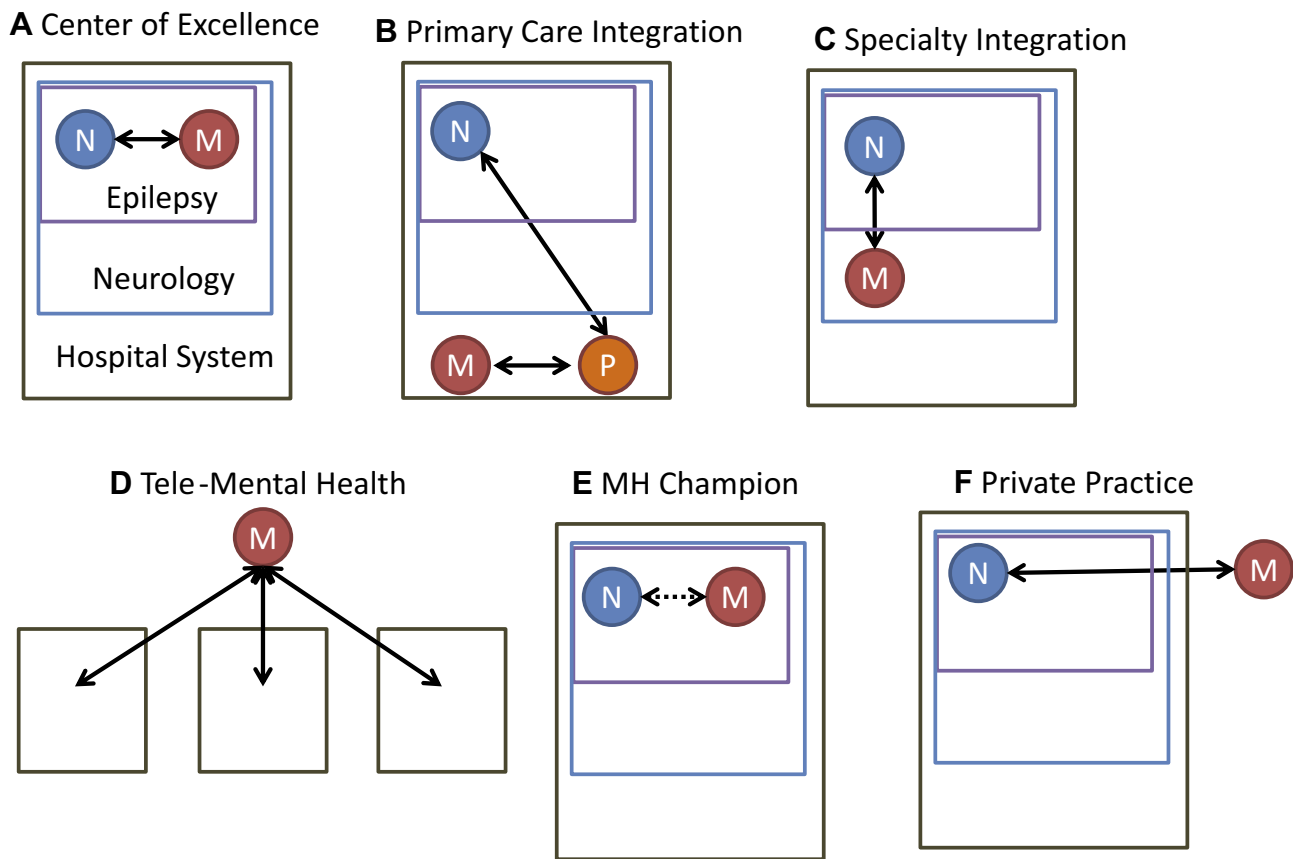 A Center of Excellence
N M
Epilepsy
Neurology
Hospital System
B Primary Care Integration
N
M P
C Specialty Integration
N
M
D Tele-Mental Health
M
E MH Champion
N M
F Private Practice
N M